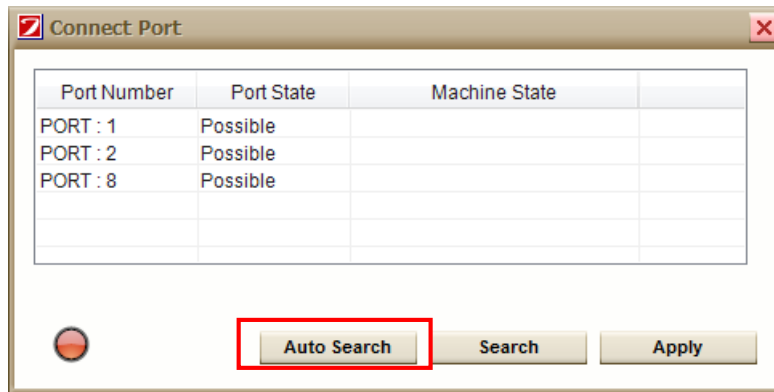 Connect Port
Port Number Port State Machine State
PORT : 1 Possible
PORT : 2 Possible
PORT : 8 Possible
Auto Search Search Apply